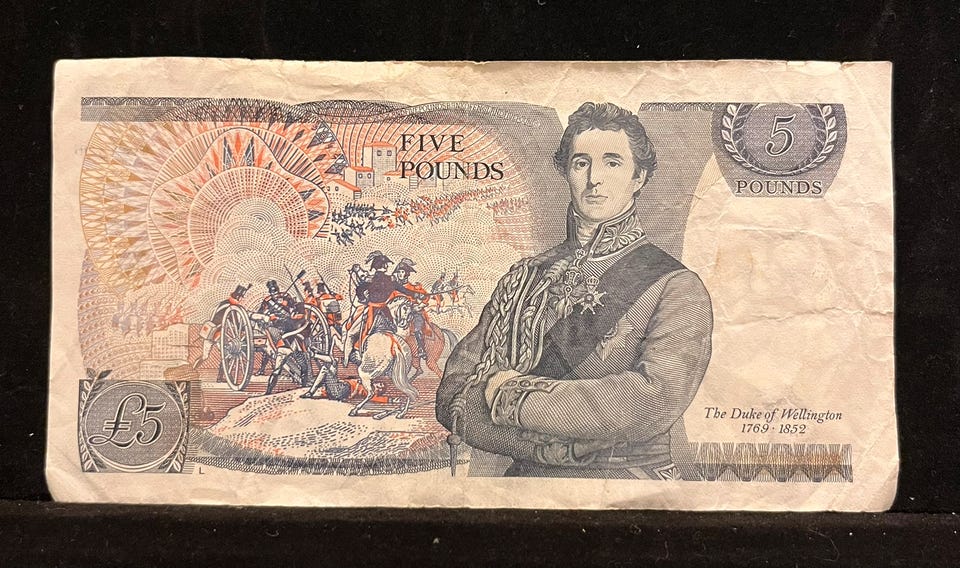 FIVE
POUNDS
5
POUNDS
£5
The Duke of Wellington
1769·1852
L